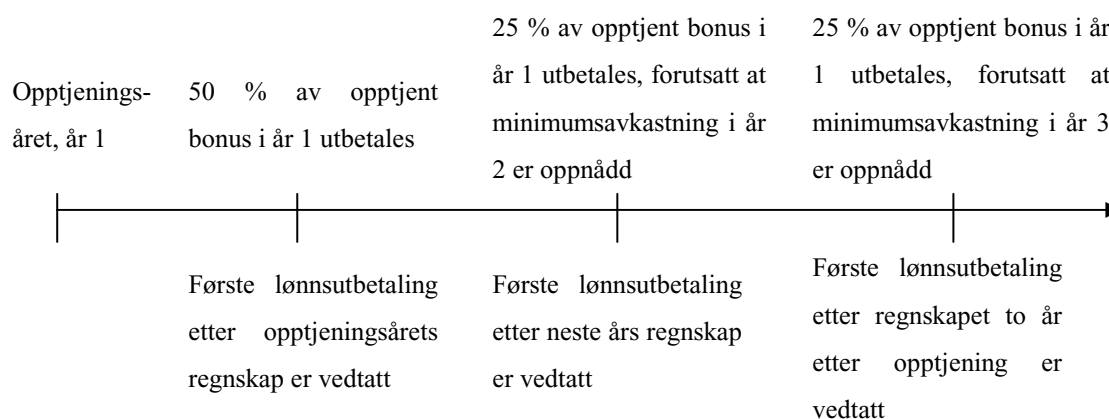 Opptjenings-
året, år 1
50 % av opptjent
bonus i år 1 utbetales
25 % av opptjent bonus i
år 1 utbetales, forutsatt at
minimumsavkastning i år
2 er oppnådd
25 % av opptjent bonus i år
1 utbetales, forutsatt at
minimumsavkastning i år 3
er oppnådd
Første lønnsutbetaling
etter opptjeningsårets
regnskap er vedtatt
Første lønnsutbetaling
etter neste års regnskap
er vedtatt
Første lønnsutbetaling
etter regnskapet to år
etter opptjening er
vedtatt